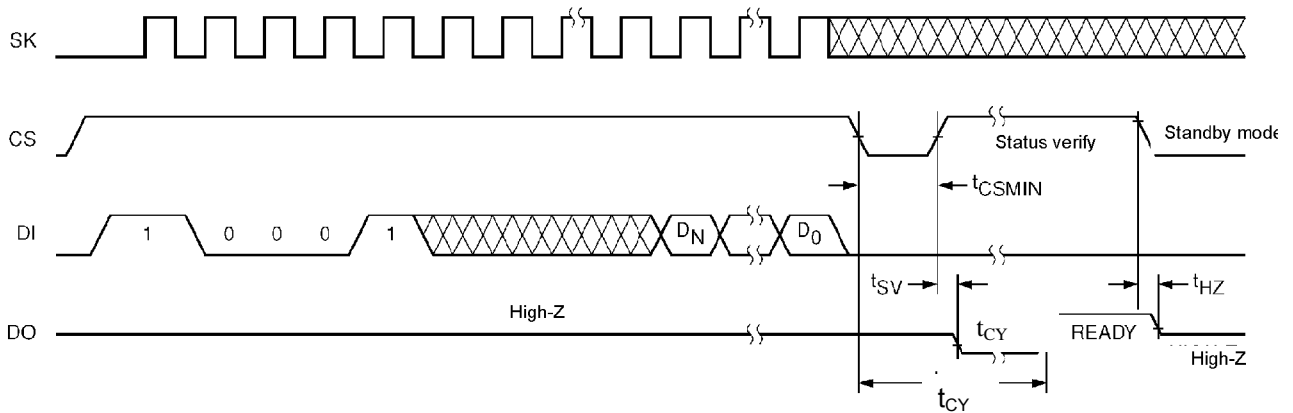 SK
CS
Status verify
Standby mode
tCSMIN
DI
1 0 0 0 1 DN D0
tSV
tHZ
High-Z
DO
tCY
READY
High-Z
tCY